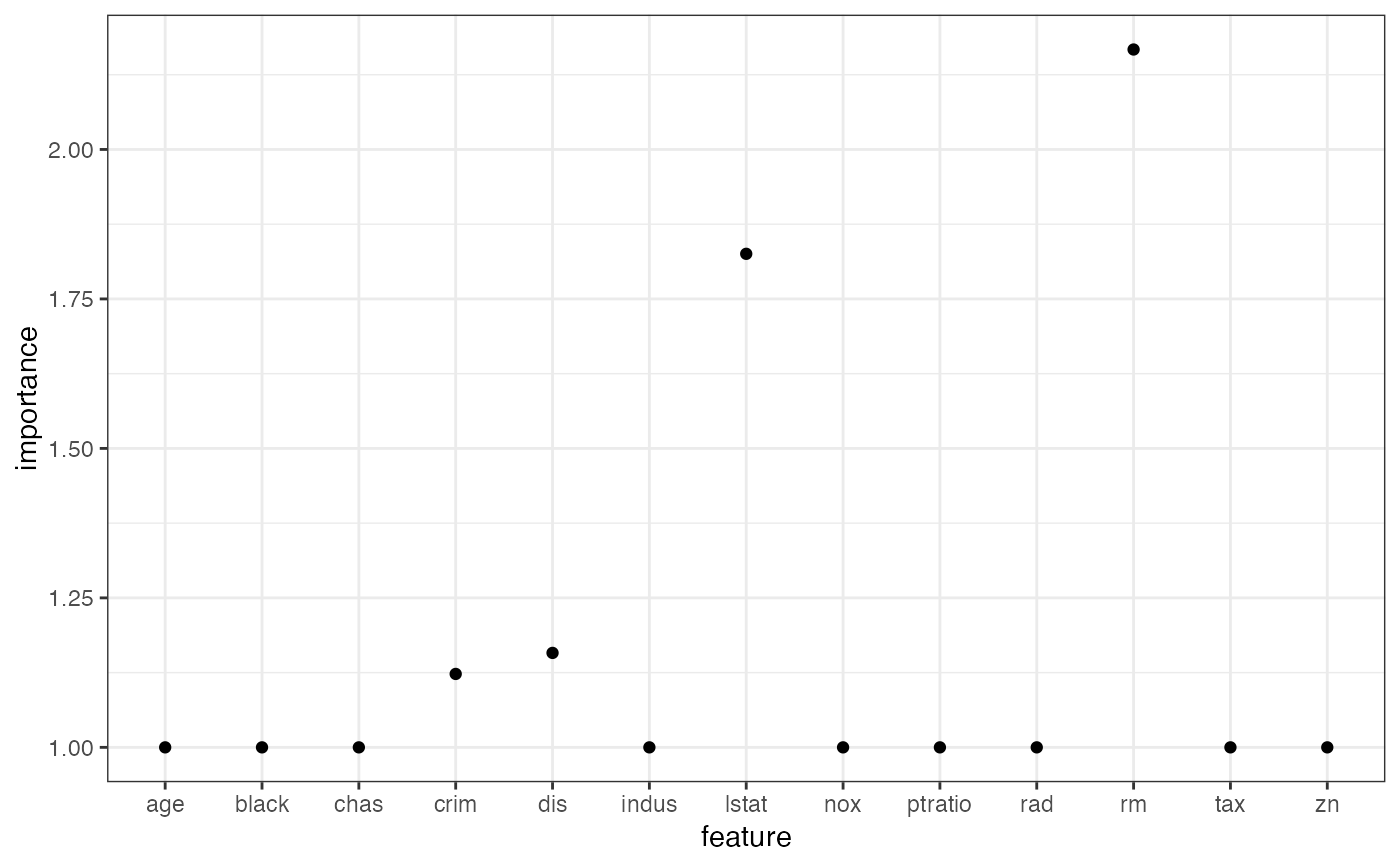 importance
2.00
1.75
1.50
1.25
1.00
age black chas crim dis indus lstat nox ptratio rad rm tax zn
feature